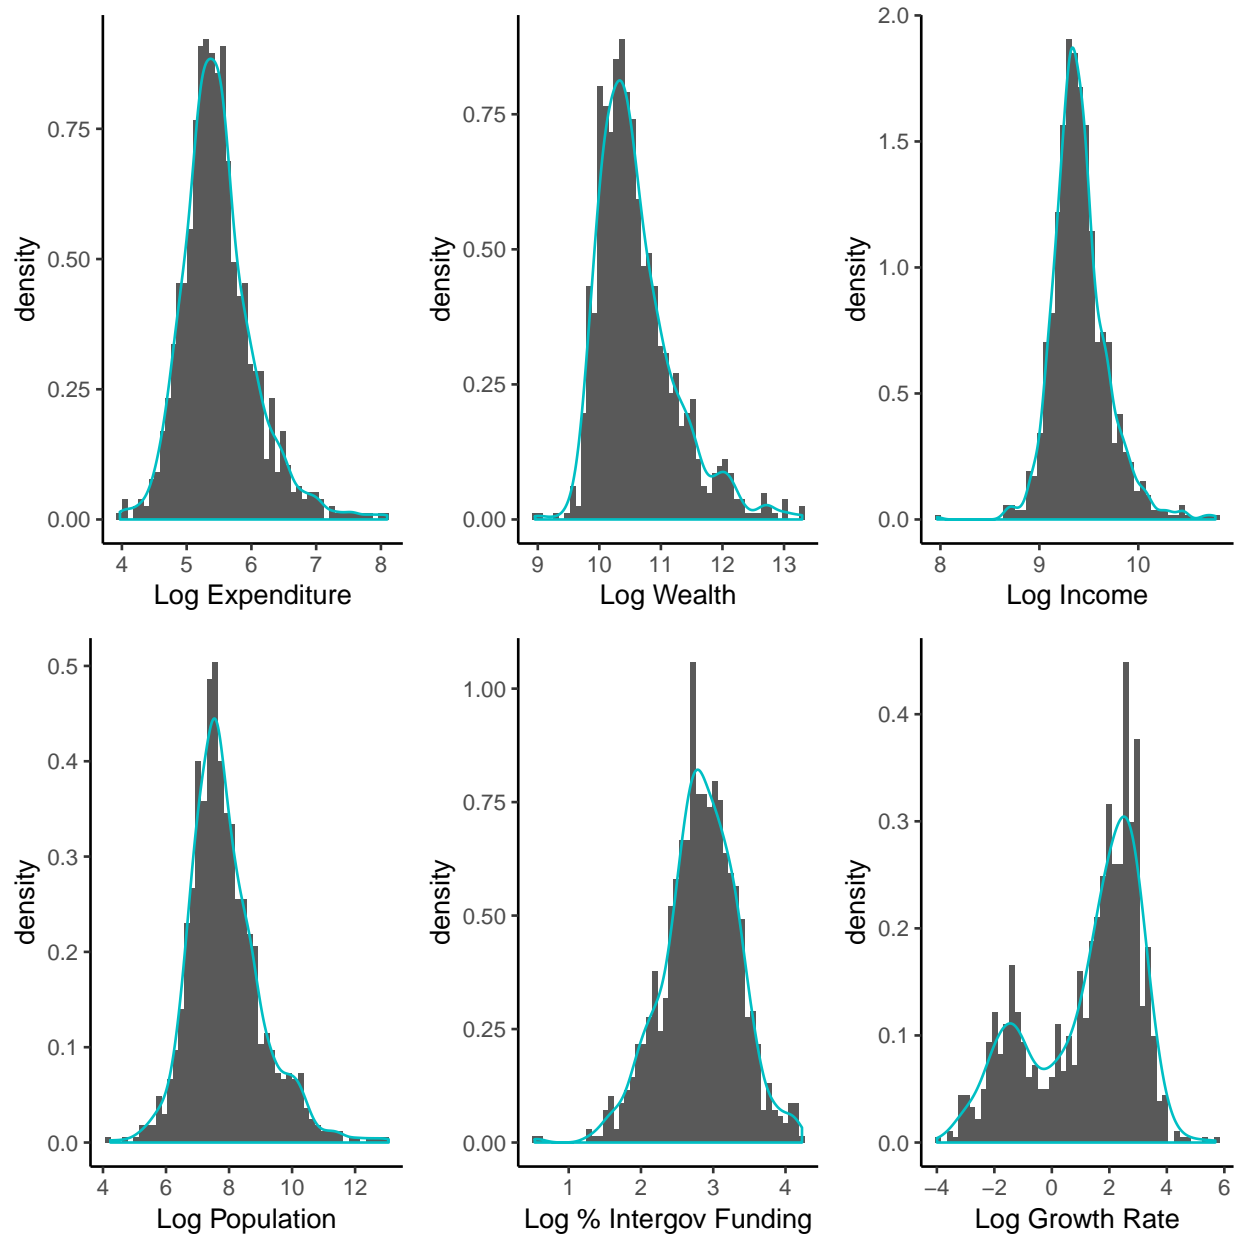 density
0.75
0.50
0.25
0.00
4 5 6 7 8
Log Expenditure
density
0.75
0.50
0.25
0.00
9 10 11 12 13
Log Wealth
density
2.0
1.5
1.0
0.5
0.0
8 9 10
Log Income
density
0.5
0.4
0.3
0.2
0.1
0.0
4 6 8 10 12
Log Population
density
1.00
0.75
0.50
0.25
0.00
1 2 3 4
Log % Intergov Funding
density
0.4
0.3
0.2
0.1
0.0
−4 −2 0 2 4 6
Log Growth Rate